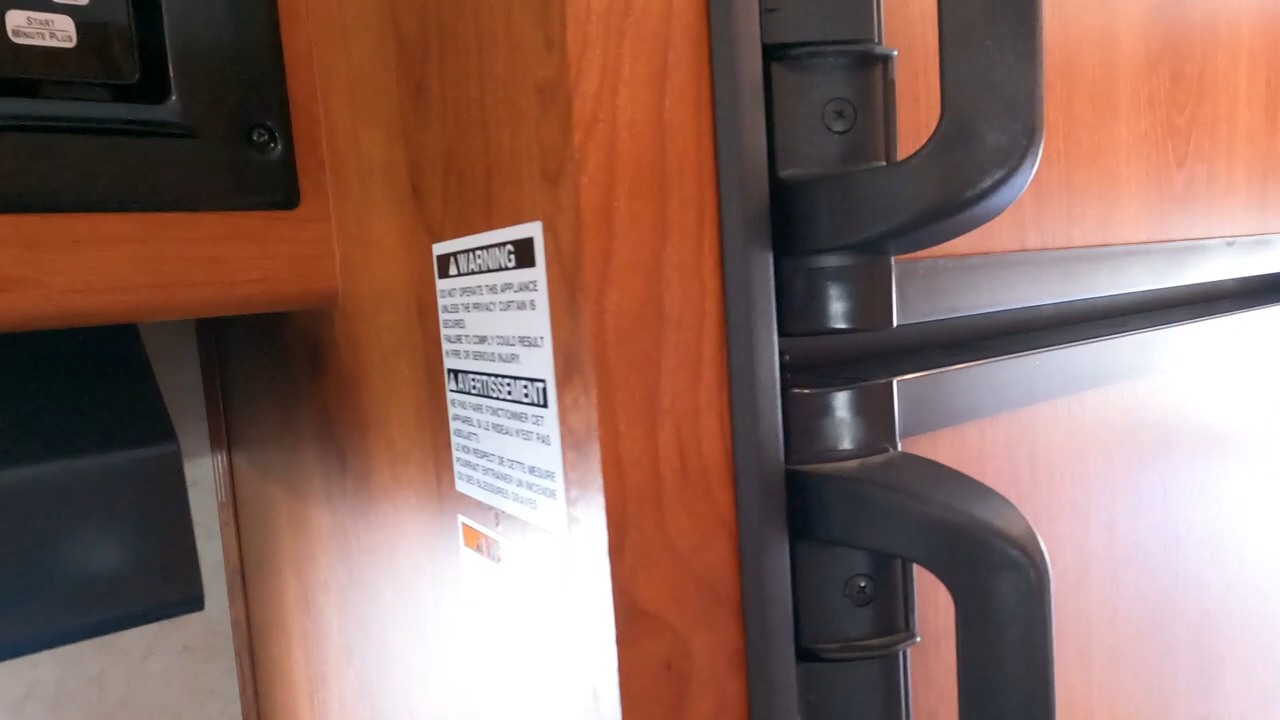 START
MINUTE PLUS
WARNING
DO NOT OPERATE THIS APPLIANCE
UNLESS THE PRIVACY CURTAIN IS
SECURED.
FAILURE TO COMPLY COULD RESULT
IN FIRE OR SERIOUS INJURY.
AVERTISSEMENT
NE PAS FAIRE FONCTIONNER CET
APPAREIL SI LE RIDEAU N'EST PAS
ASSUJETTI.
LE NON RESPECT DE CETTE MESURE
POURRAIT ENTRAÎNER UN INCENDIE
OU DES BLESSURES GRAVES.